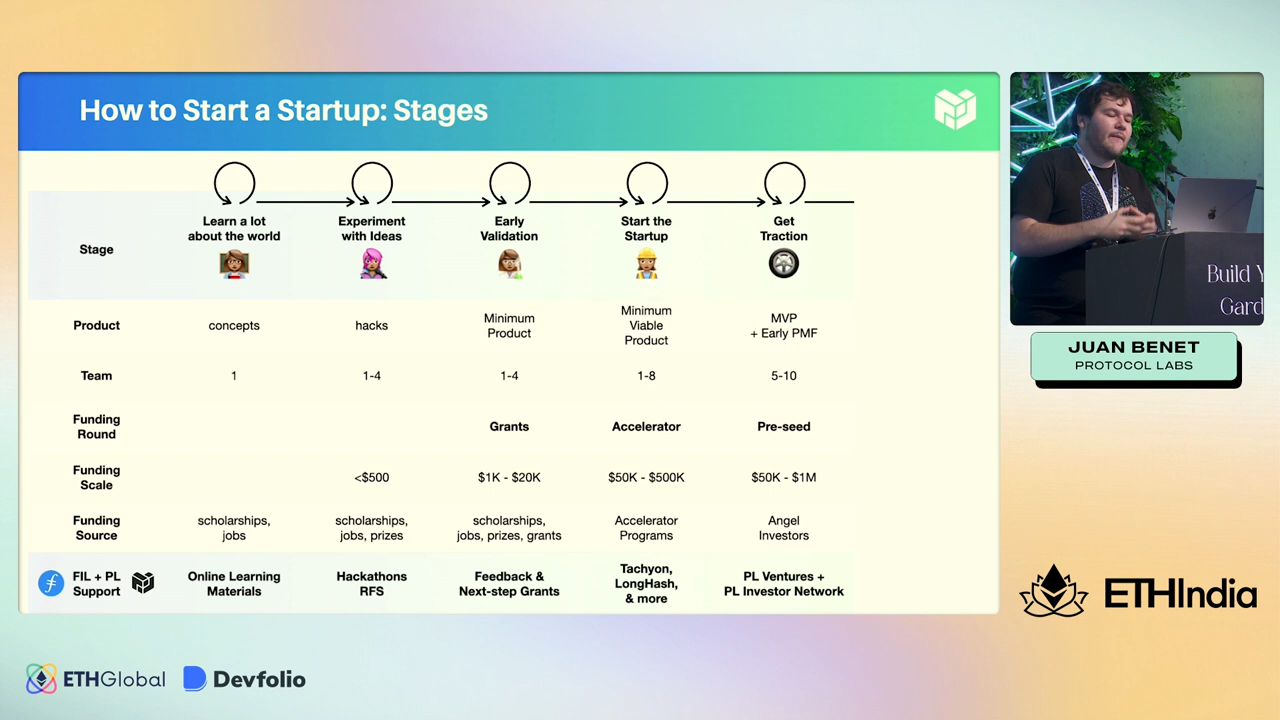 How to Start a Startup: Stages
Stage
Learn a lot
about the world
Experiment
with Ideas
Early
Validation
Start the
Startup
Get
Traction
Product
concepts
hacks
Minimum
Product
Minimum
Viable
Product
MVP
+ Early PMF
Team
1
1-4
1-4
1-8
5-10
Funding
Round
Grants
Accelerator
Pre-seed
Funding
Scale
<$500
$1K - $20K
$50K - $500K
$50K - $1M
Funding
Source
scholarships,
jobs
scholarships,
jobs, prizes
scholarships,
jobs, prizes, grants
Accelerator
Programs
Angel
Investors
FIL + PL
Support
Online Learning
Materials
Hackathons
RFS
Feedback &
Next-step Grants
Tachyon,
LongHash,
& more
PL Ventures +
PL Investor Network
Build Y
Gard
JUAN BENET
PROTOCOL LABS
ETHIndia
ETHGlobal
Devfolio